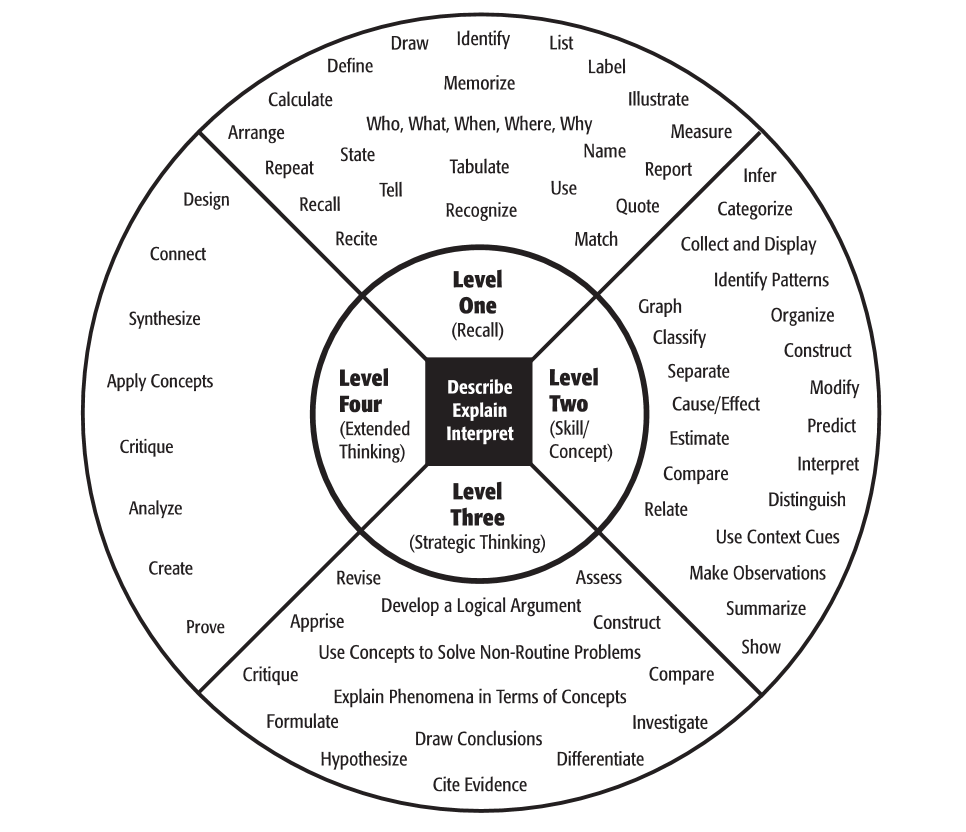 Draw
Identify
List
Define
Label
Memorize
Calculate
Illustrate
Who, What, When, Where, Why
Arrange
Measure
State
Name
Repeat
Tabulate
Report
Tell
Use
Recall
Recognize
Quote
Recite
Match
Level
One
(Recall)
Infer
Categorize
Collect and Display
Identify Patterns
Graph
Organize
Classify
Construct
Separate
Modify
Cause/Effect
Predict
Estimate
Interpret
Compare
Distinguish
Relate
Use Context Cues
Make Observations
Summarize
Show
Level
Two
(Skill/
Concept)
Describe
Explain
Interpret
Level
Four
(Extended
Thinking)
Design
Connect
Synthesize
Apply Concepts
Critique
Analyze
Create
Prove
Level
Three
(Strategic Thinking)
Revise
Assess
Develop a Logical Argument
Apprise
Construct
Use Concepts to Solve Non-Routine Problems
Critique
Compare
Explain Phenomena in Terms of Concepts
Formulate
Investigate
Draw Conclusions
Hypothesize
Differentiate
Cite Evidence